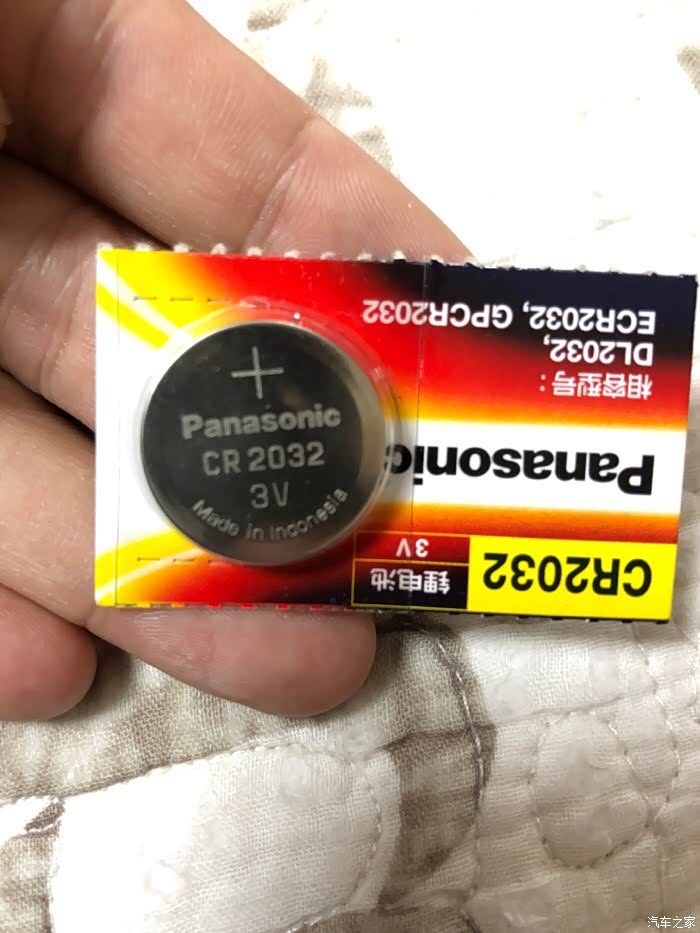 +
Panasonic
CR 2032
3V
Made in Indonesia
CR2032
锂电池
3V
Panasonic
相容型号：
DL2032,
ECR2032, GPCR2032
汽车之家